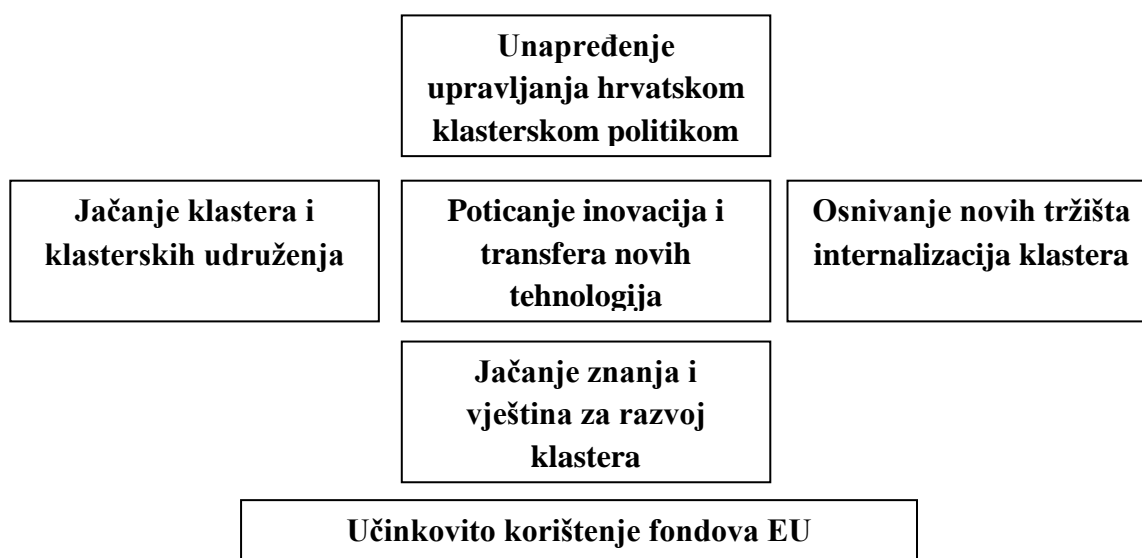 Unapređenje
upravljanja hrvatskom
klasterskom politikom
Jačanje klastera i
klasterskih udruženja
Poticanje inovacija i
transfera novih
tehnologija
Osnivanje novih tržišta
internalizacija klastera
Jačanje znanja i
vještina za razvoj
klastera
Učinkovito korištenje fondova EU